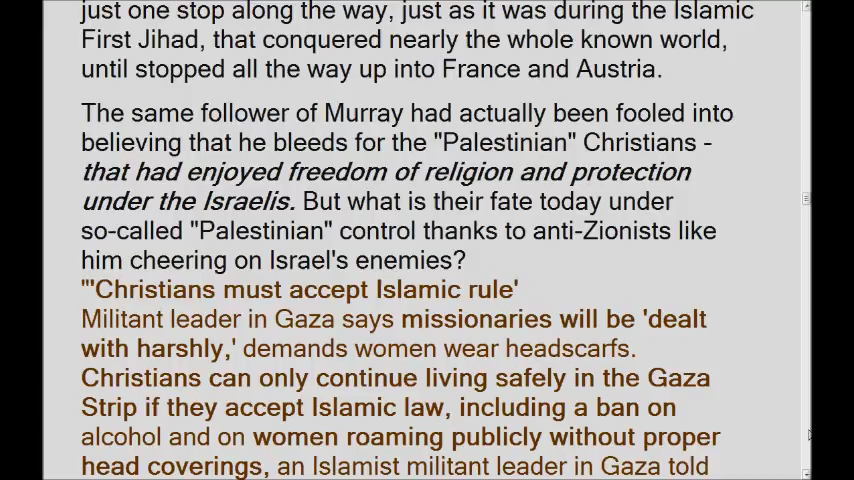 just one stop along the way, just as it was during the Islamic
First Jihad, that conquered nearly the whole known world,
until stopped all the way up into France and Austria.
The same follower of Murray had actually been fooled into
believing that he bleeds for the "Palestinian" Christians -
that had enjoyed freedom of religion and protection
under the Israelis. But what is their fate today under
so-called "Palestinian" control thanks to anti-Zionists like
him cheering on Israel's enemies?
"'Christians must accept Islamic rule'
Militant leader in Gaza says missionaries will be 'dealt
with harshly,' demands women wear headscarfs.
Christians can only continue living safely in the Gaza
Strip if they accept Islamic law, including a ban on
alcohol and on women roaming publicly without proper
head coverings, an Islamist militant leader in Gaza told